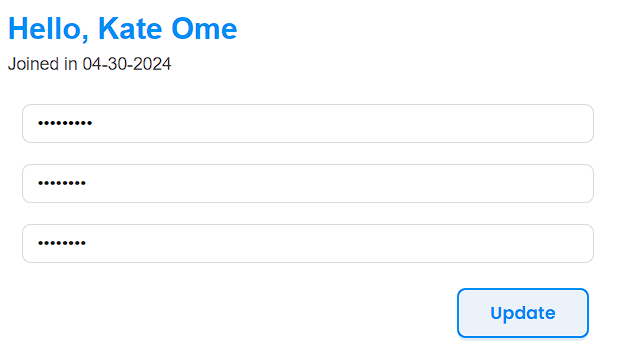 Hello, Kate Ome
Joined in 04-30-2024
•••••••••
••••••••
••••••••
Update